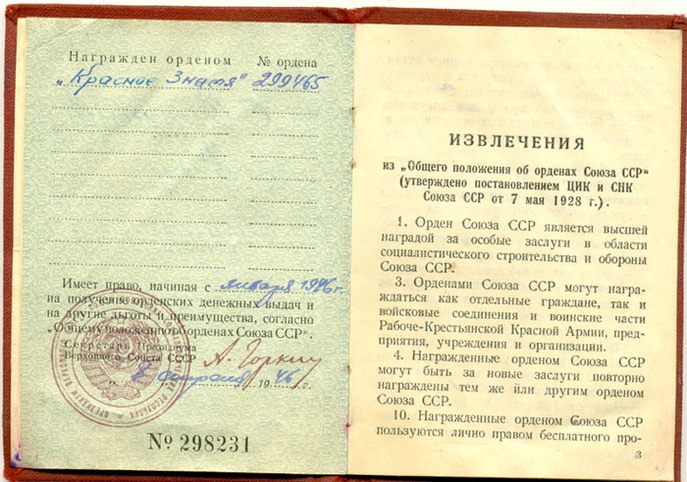 Награжден орденом № ордена
„Красное Знамя" 299465
Имеет право, начиная с января 1946 г.
на получение орденских денежных выдач и
на другие льготы и преимущества, согласно
„Общему положению об орденах Союза ССР".
Секретарь Президиума
Верховного Совета СССР А. Горкин
8 февраля 1946 г.
№ 298231
ИЗВЛЕЧЕНИЯ
из „Общего положения об орденах Союза ССР"
(утверждено постановлением ЦИК и СНК
Союза ССР от 7 мая 1928 г.).
1. Орден Союза ССР является высшей
наградой за особые заслуги в области
социалистического строительства и обороны
Союза ССР.
3. Орденами Союза ССР могут награ-
ждаться как отдельные граждане, так и
войсковые соединения и воинские части
Рабоче-Крестьянской Красной Армии, пред-
приятия, учреждения и организации.
4. Награжденные орденом Союза ССР
могут быть за новые заслуги повторно
награждены тем же или другим орденом
Союза ССР.
10. Награжденные орденом Союза ССР
пользуются лично правом бесплатного про-
3